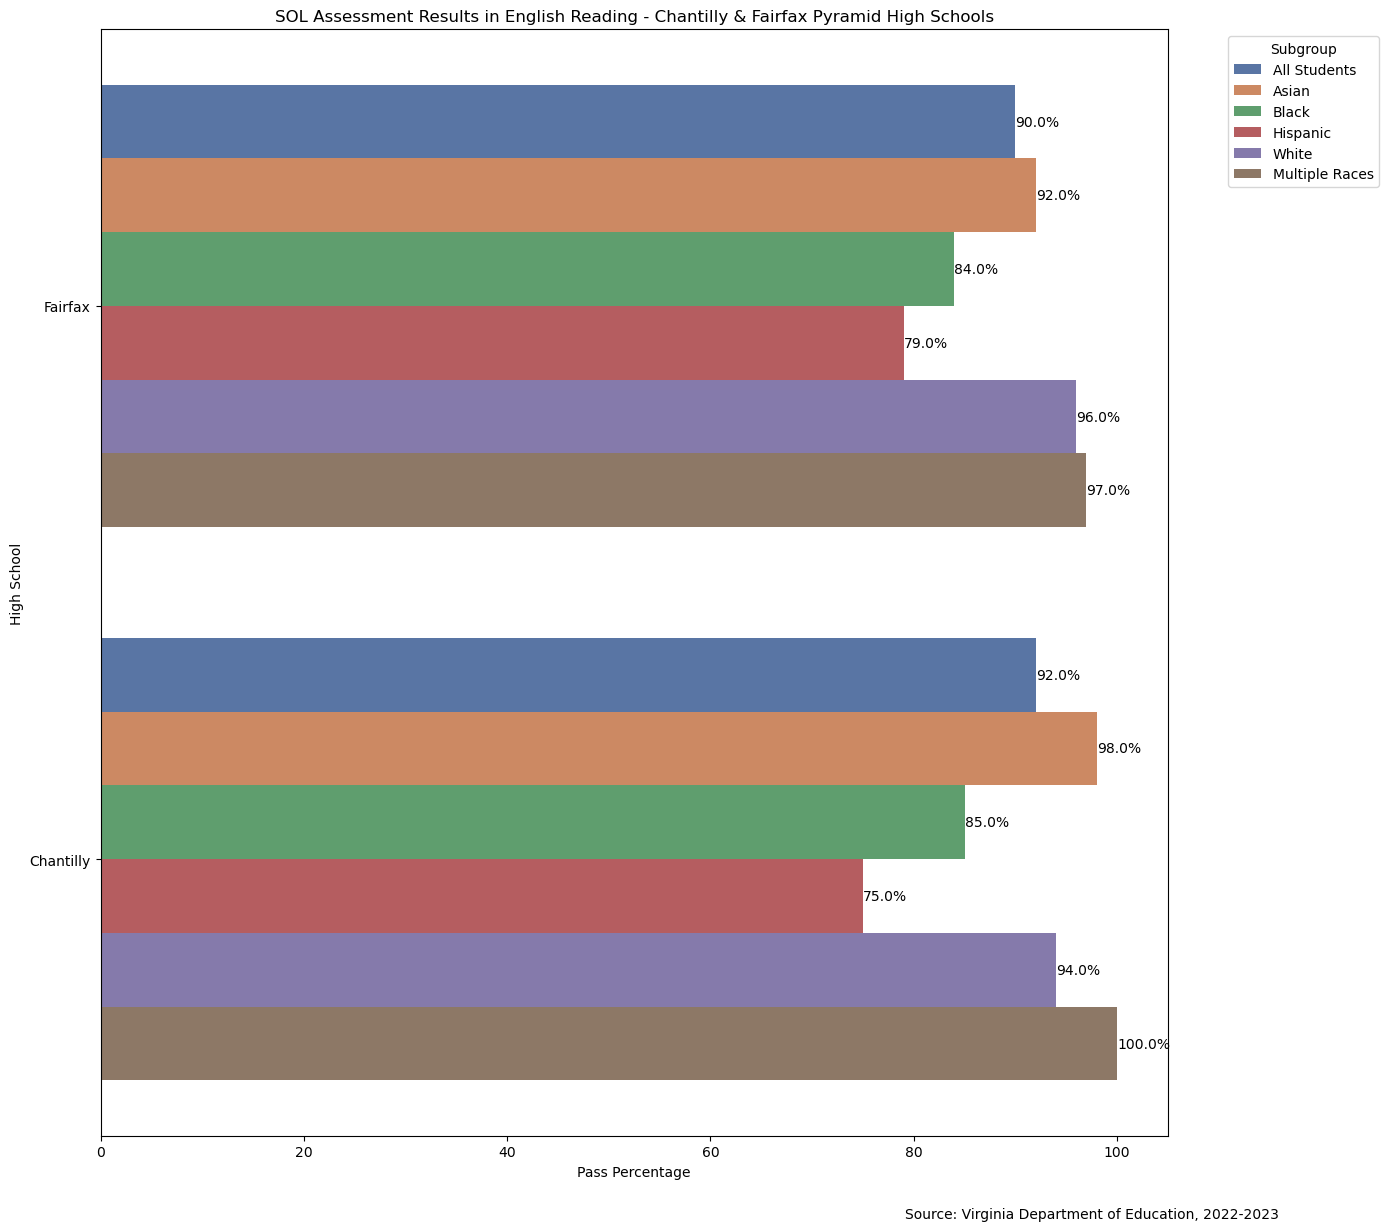 SOL Assessment Results in English Reading - Chantilly & Fairfax Pyramid High Schools
Subgroup
All Students
Asian
Black
Hispanic
White
Multiple Races
High School
Fairfax
90.0%
92.0%
84.0%
79.0%
96.0%
97.0%
Chantilly
92.0%
98.0%
85.0%
75.0%
94.0%
100.0%
0 20 40 60 80 100
Pass Percentage
Source: Virginia Department of Education, 2022-2023